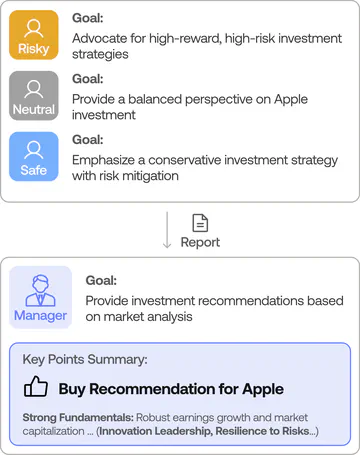 Goal:
Risky
Advocate for high-reward, high-risk investment
strategies
Goal:
Neutral
Provide a balanced perspective on Apple
investment
Goal:
Safe
Emphasize a conservative investment strategy
with risk mitigation
Report
Goal:
Manager
Provide investment recommendations based
on market analysis
Key Points Summary:
Buy Recommendation for Apple
Strong Fundamentals: Robust earnings growth and market
capitalization ... (Innovation Leadership, Resilience to Risks...)